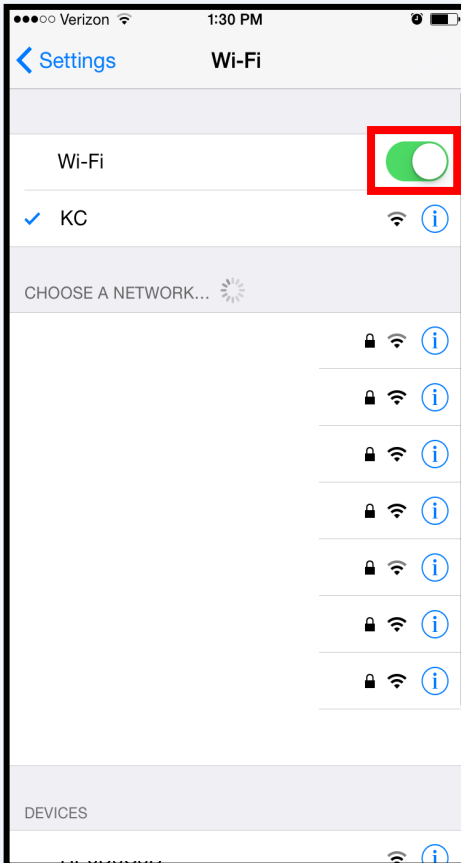 Verizon 1:30 PM
Settings Wi-Fi
Wi-Fi
KC
CHOOSE A NETWORK...
DEVICES